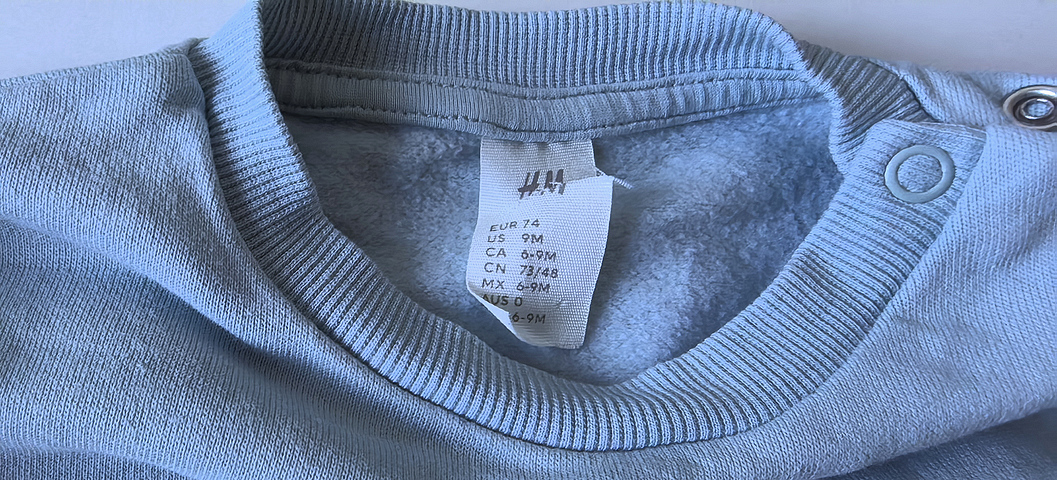 H&M
EUR 74
US 9M
CA 6-9M
CN 73/48
MX 6-9M
AUS 0
6-9M